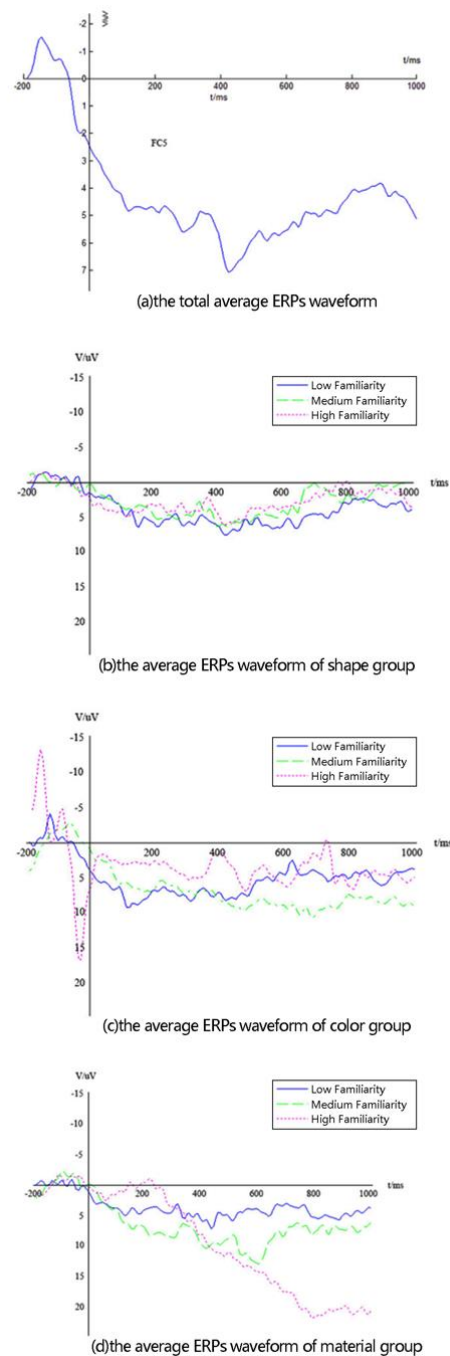 -2
-1
0
t/ms
200
400
600
800
1000
t/ms
1
2
3
4
5
6
7
FC5
(a)the total average ERPs waveform
V/uV
-15
-10
-5
Low Familiarity
Medium Familiarity
High Familiarity
-200
0
200
400
600
800
1000
t/ms
5
10
15
20
(b)the average ERPs waveform of shape group
V/uV
-15
-10
-5
Low Familiarity
Medium Familiarity
High Familiarity
-200
0
200
400
600
800
1000
t/ms
5
10
15
20
(c)the average ERPs waveform of color group
V/uV
-15
-10
-5
Low Familiarity
Medium Familiarity
High Familiarity
-200
0
200
400
600
800
1000
t/ms
5
10
15
20
(d)the average ERPs waveform of material group